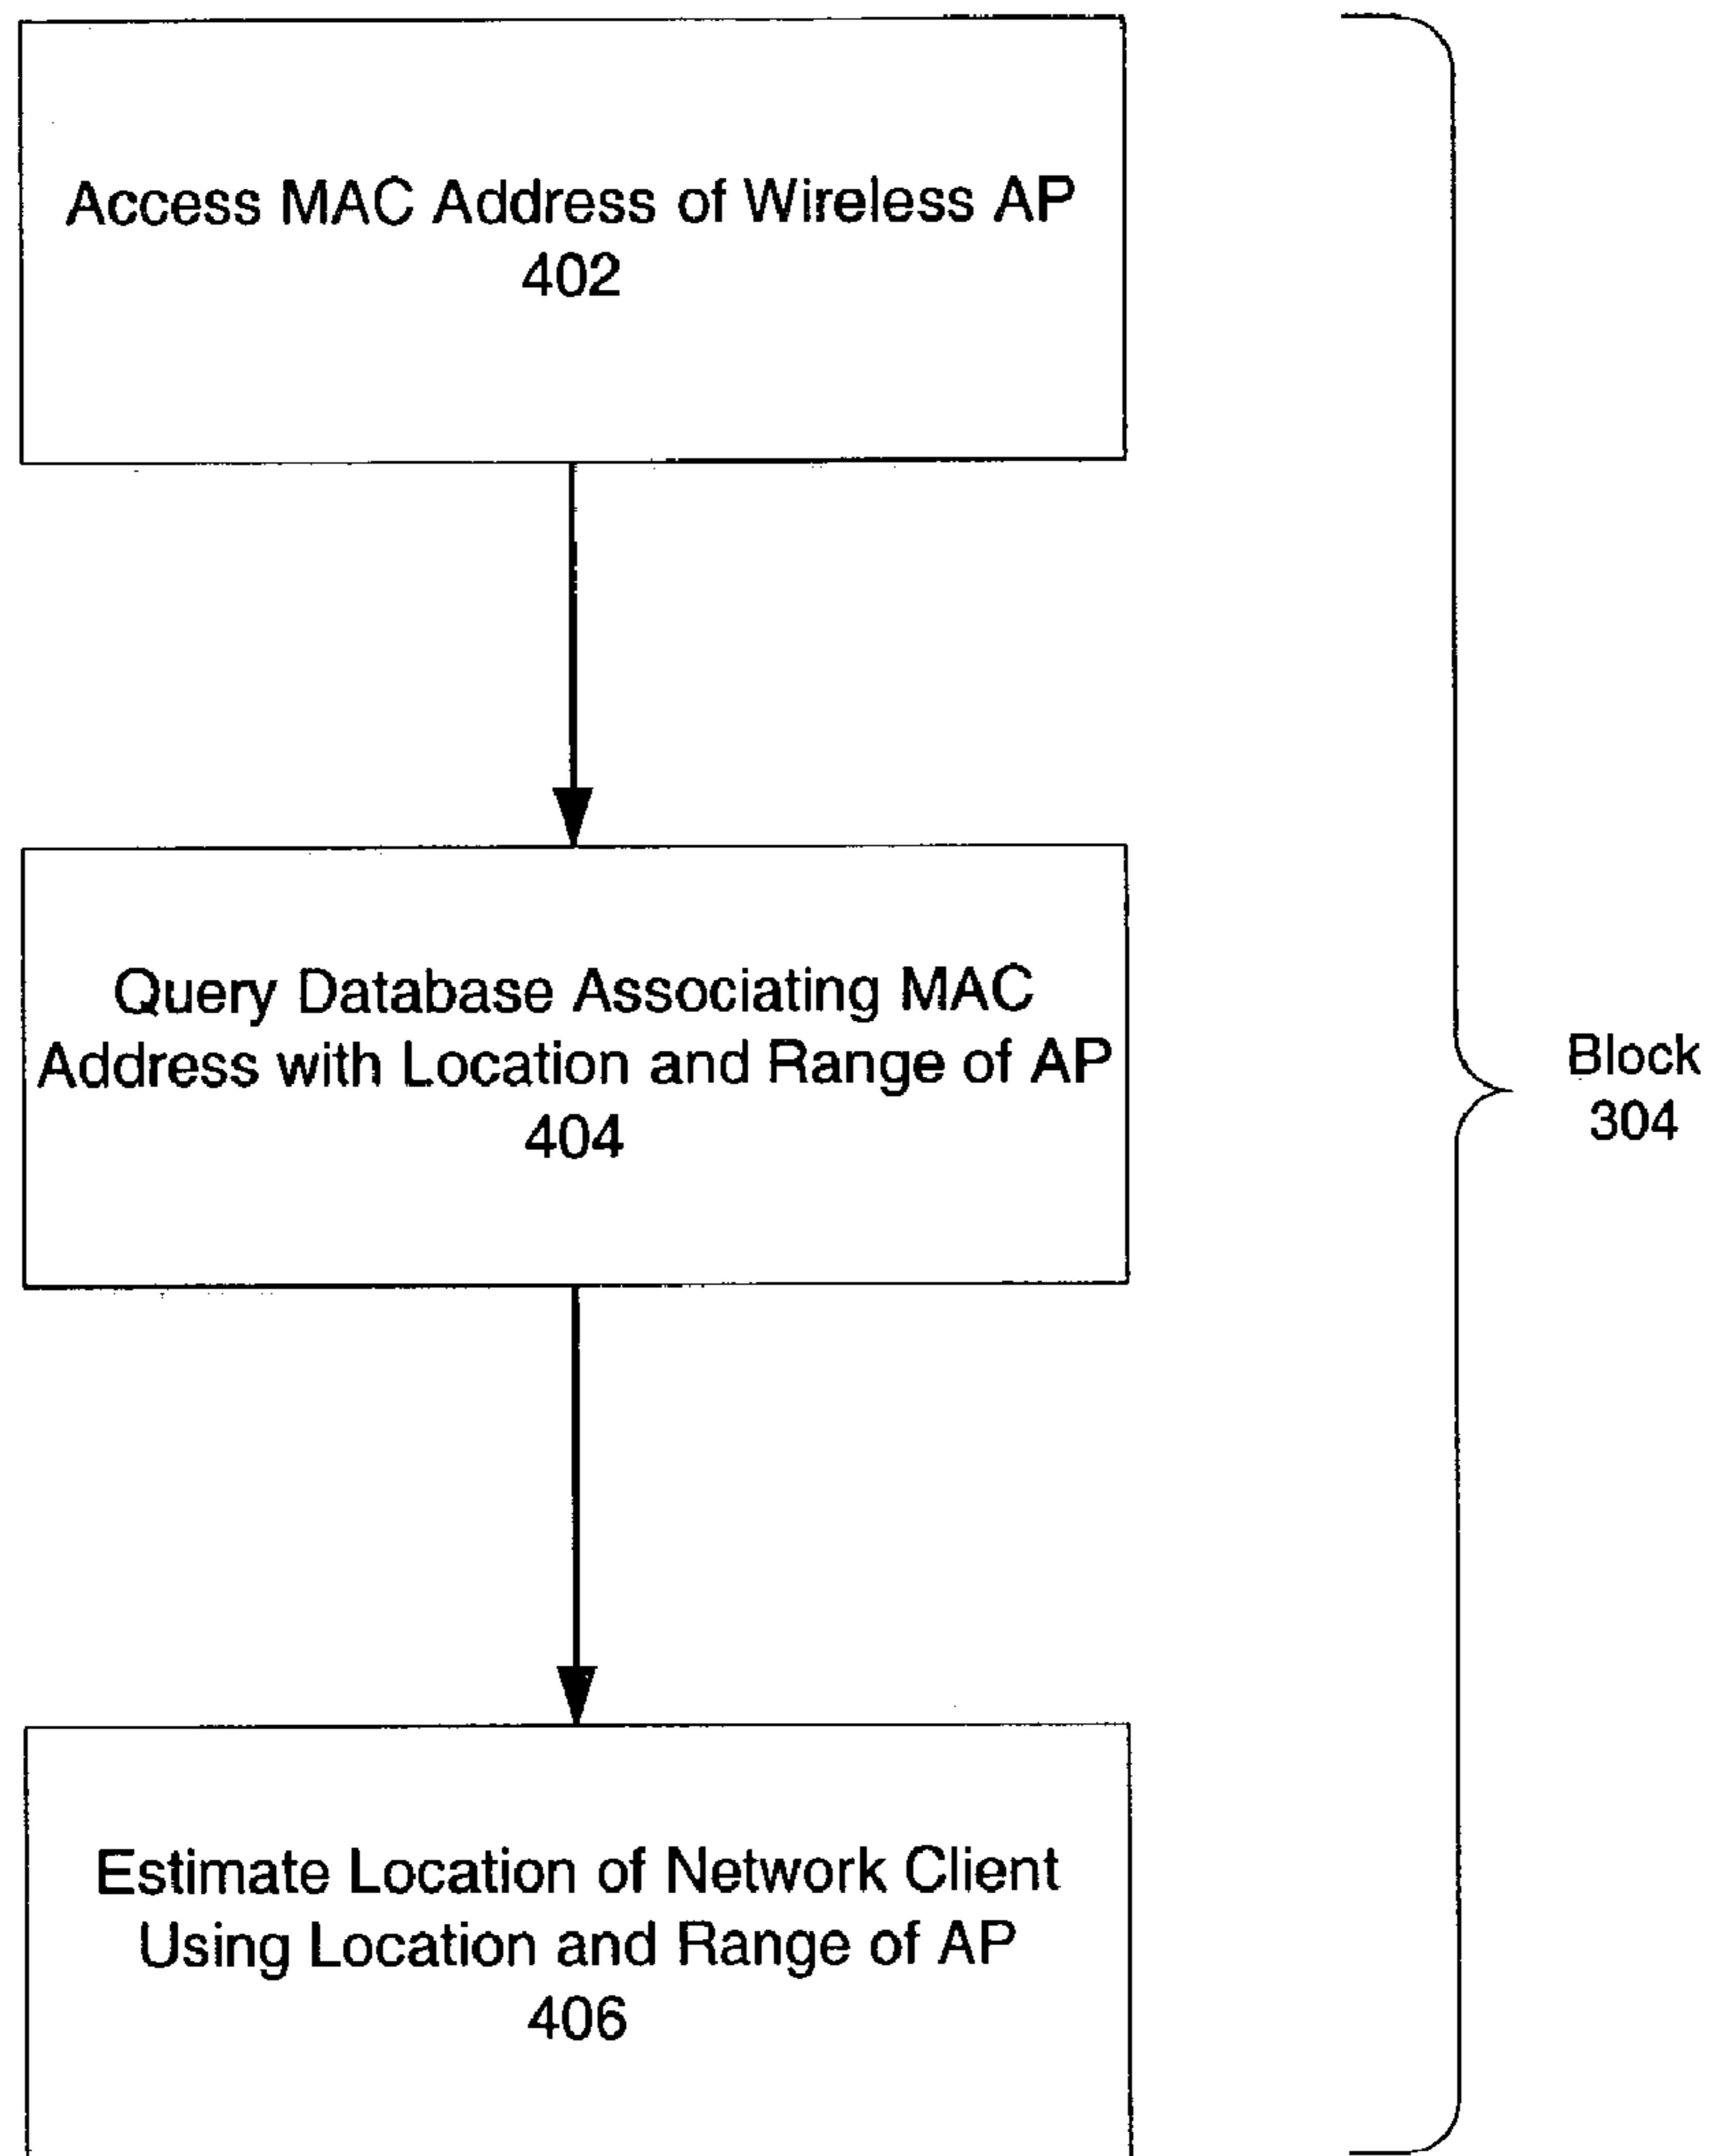 Access MAC Address of Wireless AP
402
Query Database Associating MAC
Address with Location and Range of AP
404
Block
304
Estimate Location of Network Client
Using Location and Range of AP
406